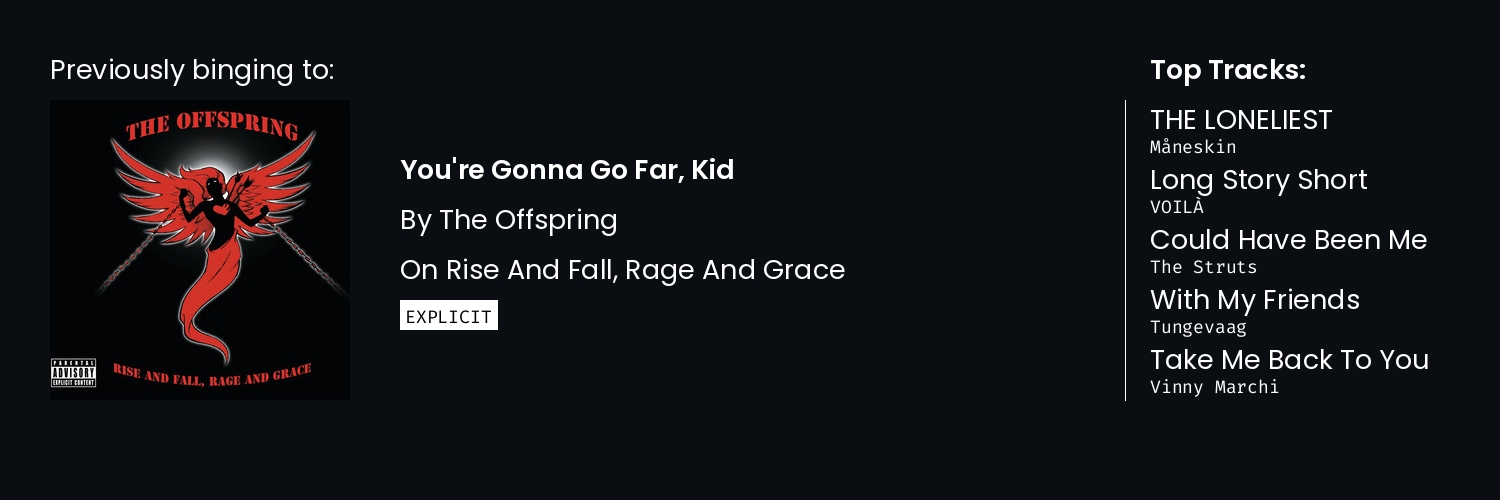 Previously binging to:
THE OFFSPRING
RISE AND FALL, RAGE AND GRACE
PARENTAL
ADVISORY
EXPLICIT CONTENT
You're Gonna Go Far, Kid
By The Offspring
On Rise And Fall, Rage And Grace
EXPLICIT
Top Tracks:
THE LONELIEST
Måneskin
Long Story Short
VOILÀ
Could Have Been Me
The Struts
With My Friends
Tungevaag
Take Me Back To You
Vinny Marchi